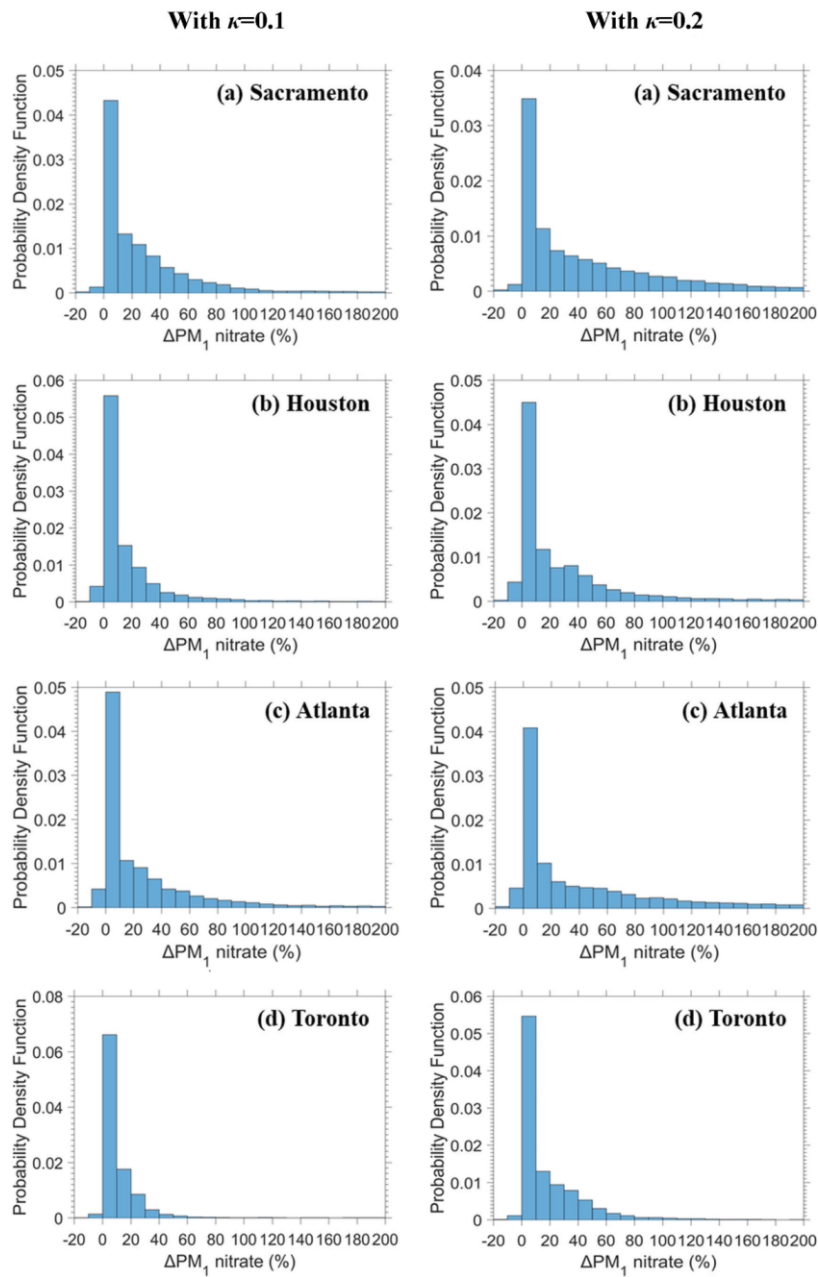 With κ=0.1
With κ=0.2
0.05
0.04
0.03
0.02
0.01
0
Probability Density Function
(a) Sacramento
-20 0 20 40 60 80 100 120 140 160 180 200
ΔPM1 nitrate (%)
0.04
0.03
0.02
0.01
0
Probability Density Function
(a) Sacramento
-20 0 20 40 60 80 100 120 140 160 180 200
ΔPM1 nitrate (%)
0.06
0.05
0.04
0.03
0.02
0.01
0
Probability Density Function
(b) Houston
-20 0 20 40 60 80 100 120 140 160 180 200
ΔPM1 nitrate (%)
0.05
0.04
0.03
0.02
0.01
0
Probability Density Function
(b) Houston
-20 0 20 40 60 80 100 120 140 160 180 200
ΔPM1 nitrate (%)
0.05
0.04
0.03
0.02
0.01
0
Probability Density Function
(c) Atlanta
-20 0 20 40 60 80 100 120 140 160 180 200
ΔPM1 nitrate (%)
0.05
0.04
0.03
0.02
0.01
0
Probability Density Function
(c) Atlanta
-20 0 20 40 60 80 100 120 140 160 180 200
ΔPM1 nitrate (%)
0.08
0.06
0.04
0.02
0
Probability Density Function
(d) Toronto
-20 0 20 40 60 80 100 120 140 160 180 200
ΔPM1 nitrate (%)
0.06
0.05
0.04
0.03
0.02
0.01
0
Probability Density Function
(d) Toronto
-20 0 20 40 60 80 100 120 140 160 180 200
ΔPM1 nitrate (%)